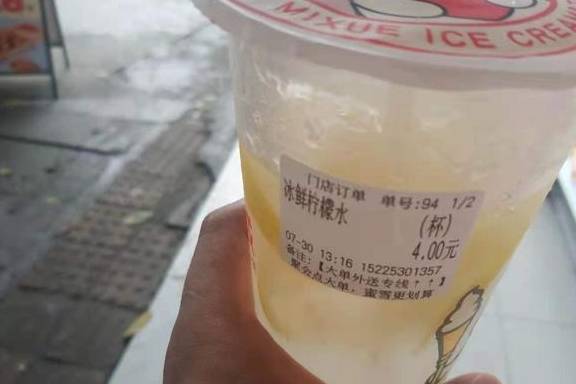 MIXUE ICE CREAM
门店订单 单号:94 1/2
冰鲜柠檬水
(杯)
4.00元
07-30 13:16 15225301357
备注:【大单外送专线↑↑】
聚会点大单,蜜雪更划算